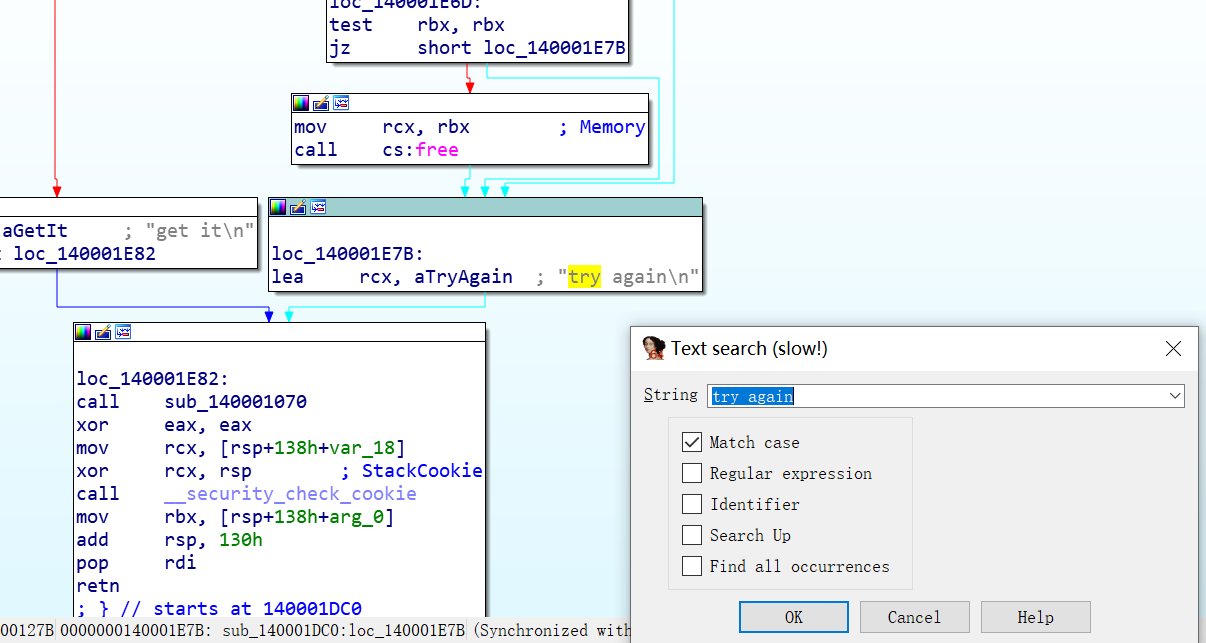 loc_140001E6D:
test rbx, rbx
jz short loc_140001E7B
mov rcx, rbx ; Memory
call cs:free
aGetIt ; "get it\n"
loc_140001E82
loc_140001E7B:
lea rcx, aTryAgain ; "try again\n"
loc_140001E82:
call sub_140001070
xor eax, eax
mov rcx, [rsp+138h+var_18]
xor rcx, rsp ; StackCookie
call __security_check_cookie
mov rbx, [rsp+138h+arg_0]
add rsp, 130h
pop rdi
retn
; } // starts at 140001DC0
Text search (slow!)
String try again
Match case
Regular expression
Identifier
Search Up
Find all occurrences
OK Cancel Help
00127B 0000000140001E7B: sub_140001DC0:loc_140001E7B (Synchronized with